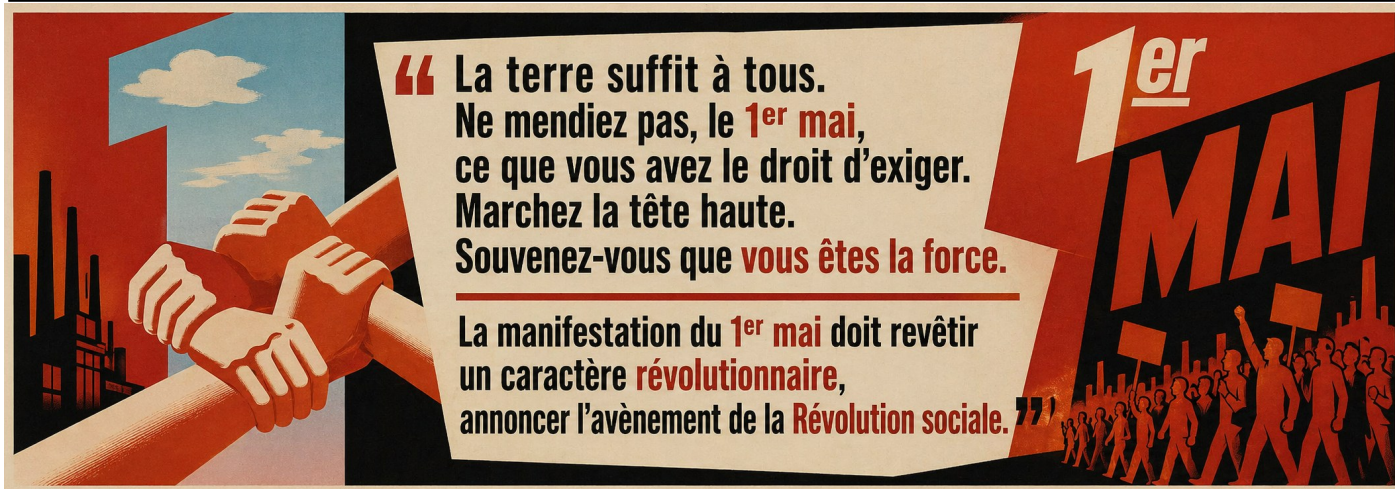 “ La terre suffit à tous.
Ne mendiez pas, le 1er mai,
ce que vous avez le droit d’exiger.
Marchez la tête haute.
Souvenez-vous que vous êtes la force.
La manifestation du 1er mai doit revêtir
un caractère révolutionnaire,
annoncer l’avènement de la Révolution sociale. ”
1er
MAI